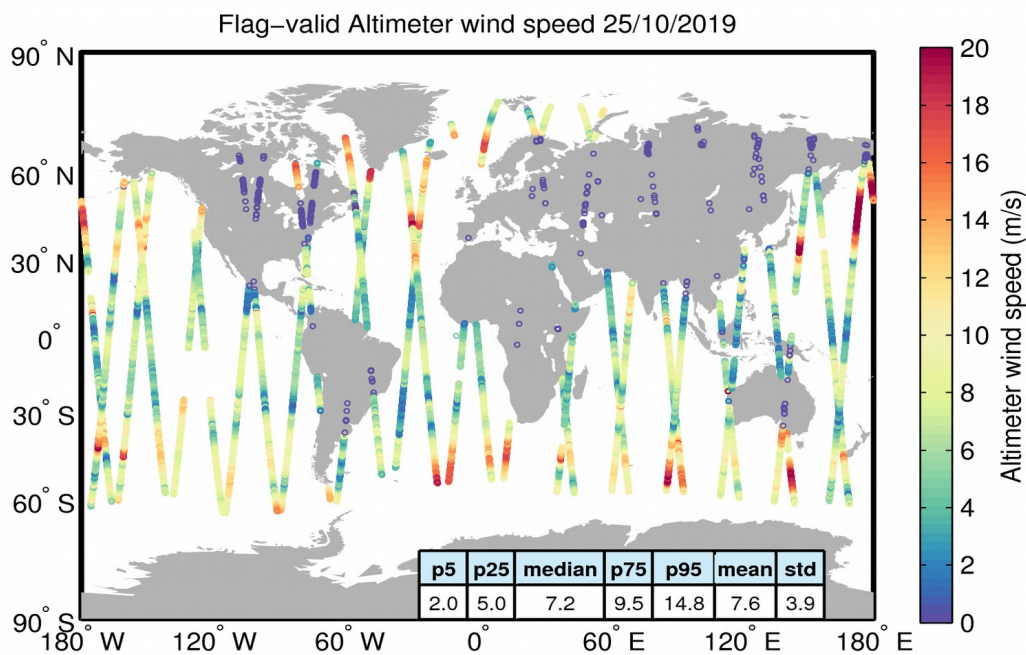 Flag-valid Altimeter wind speed 25/10/2019
90° N
60° N
30° N
0°
30° S
60° S
90° S
180° W
120° W
60° W
0°
60° E
120° E
180° E
p5 p25 median p75 p95 mean std
2.0 5.0 7.2 9.5 14.8 7.6 3.9
20
18
16
14
12
10
8
6
4
2
0
Altimeter wind speed (m/s)